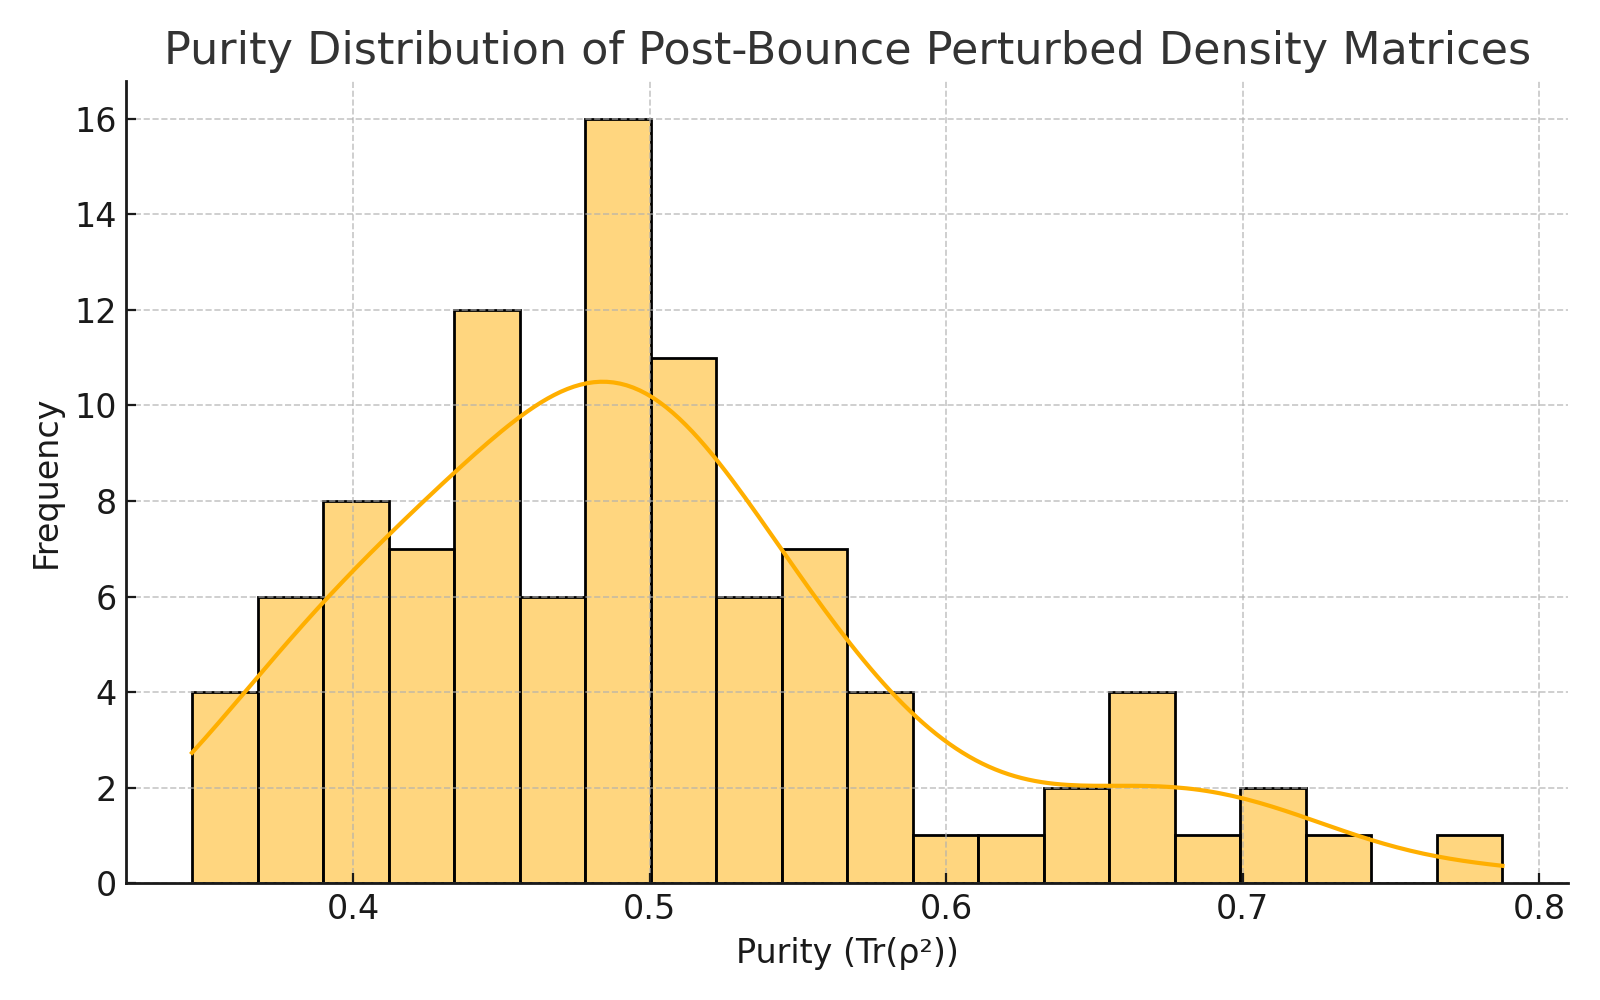 Purity Distribution of Post-Bounce Perturbed Density Matrices
16
14
12
10
8
6
4
2
0
Frequency
0.4 0.5 0.6 0.7 0.8
Purity (Tr(ρ²))